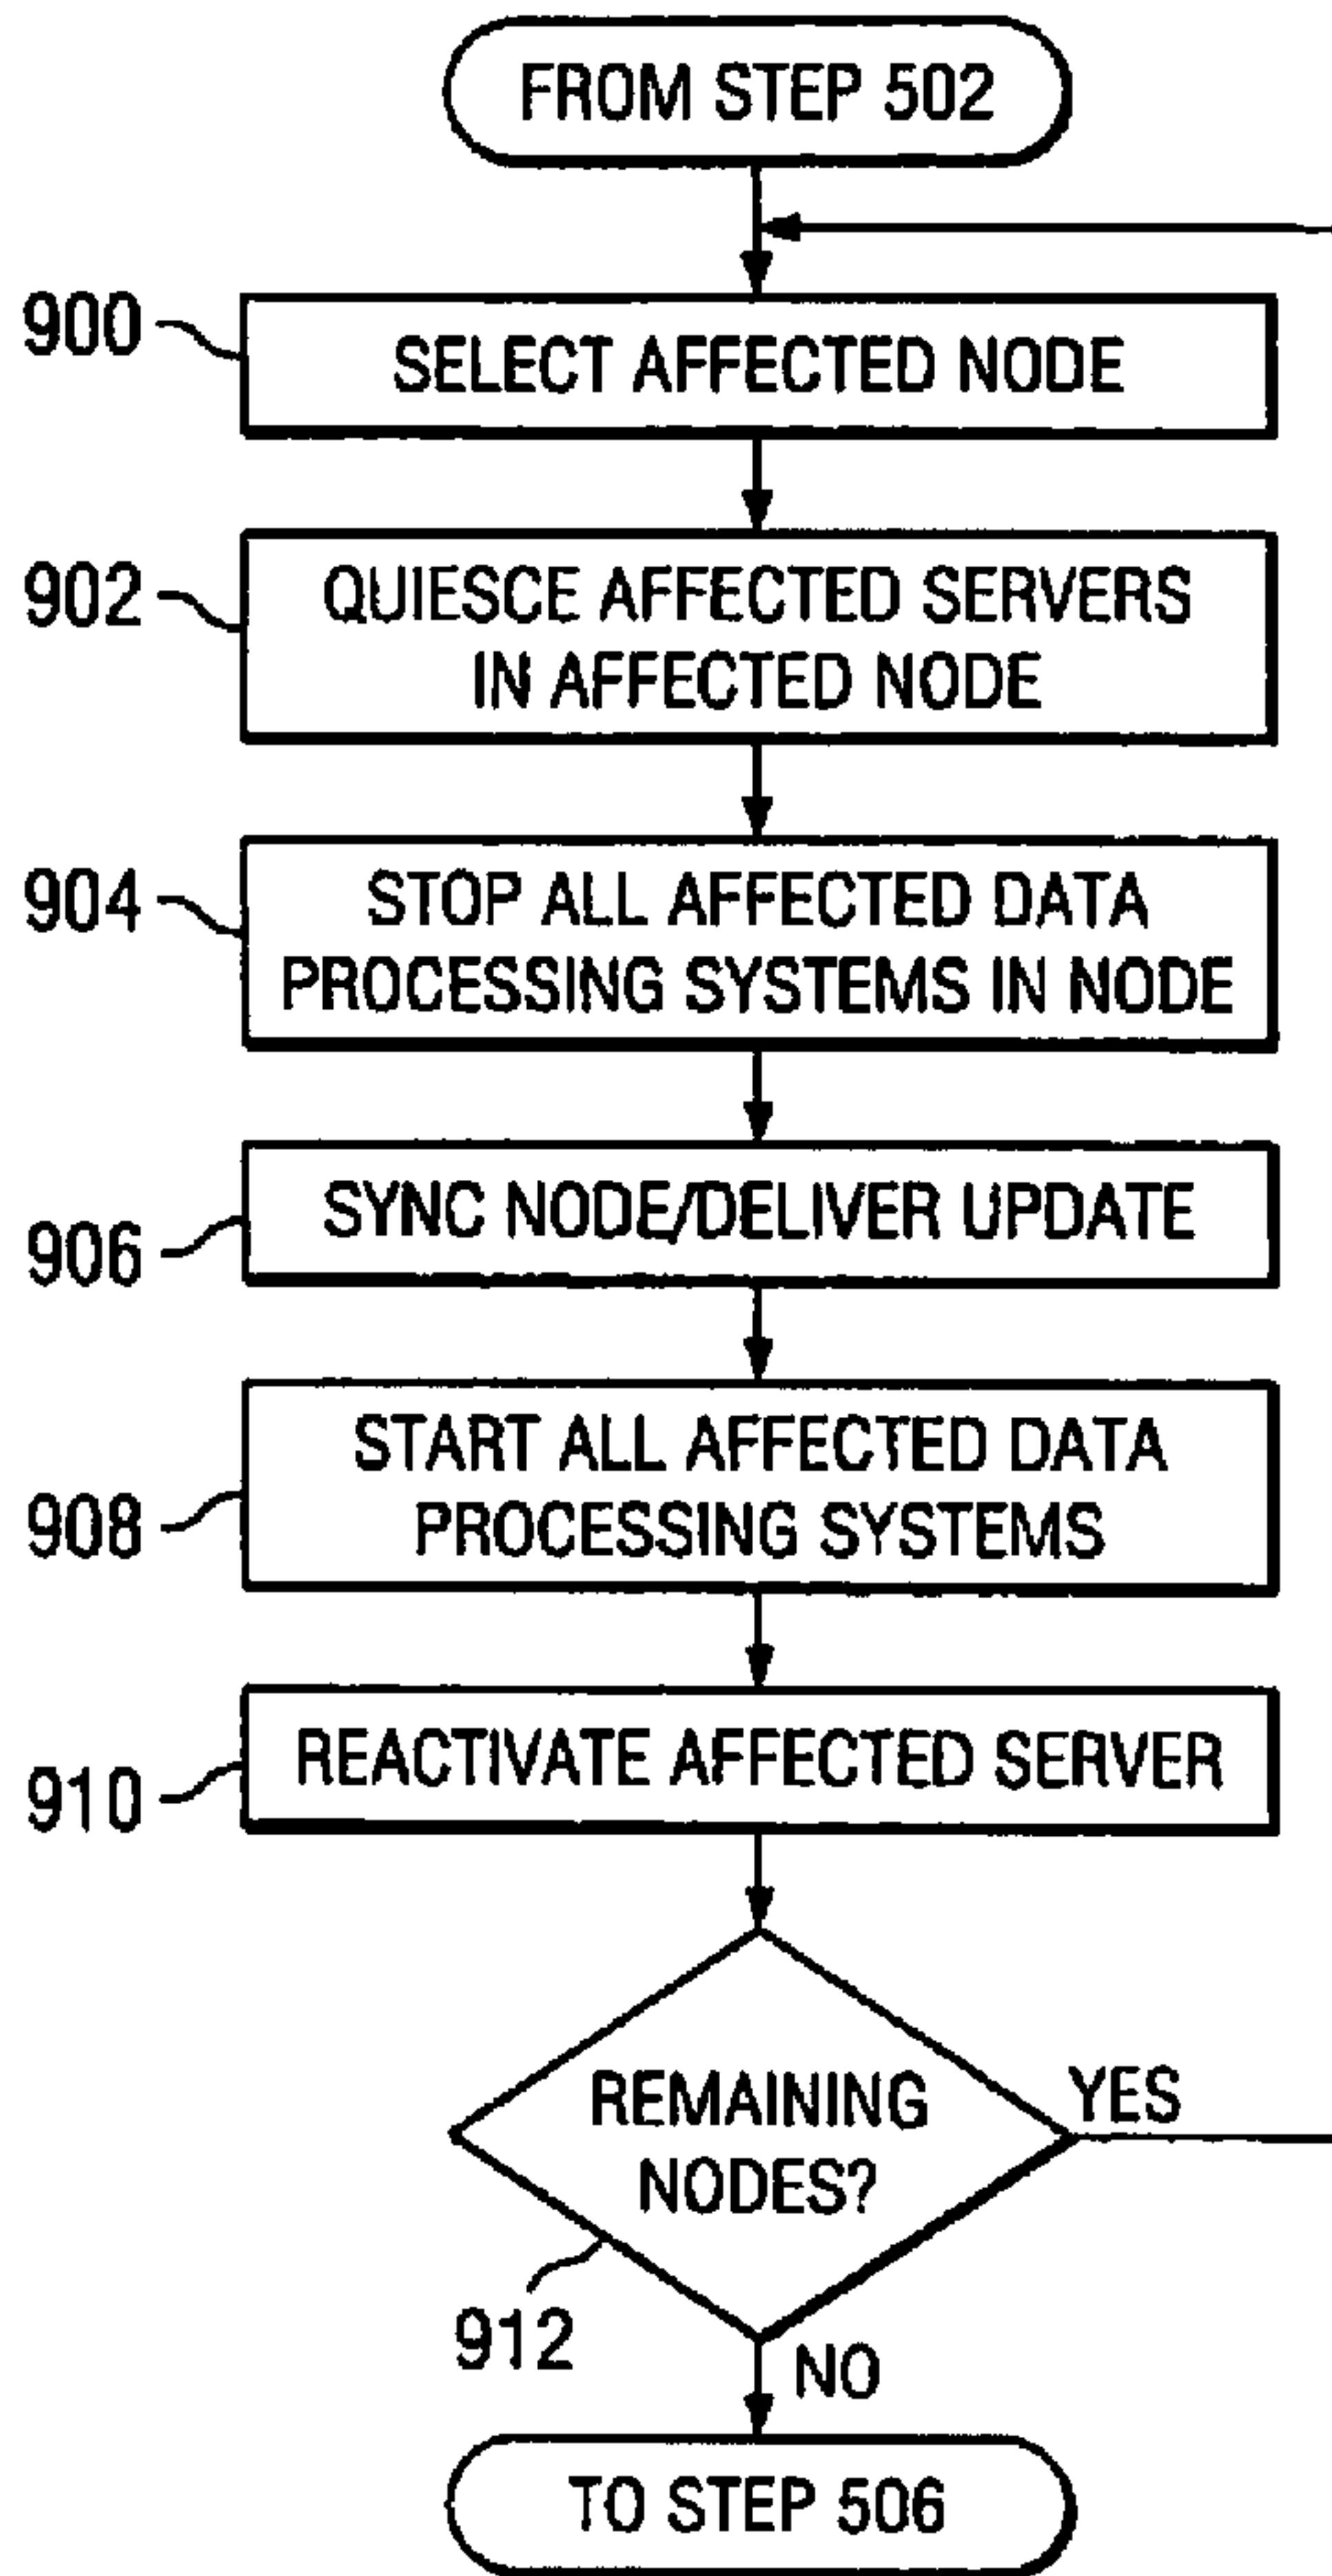 FROM STEP 502
900
SELECT AFFECTED NODE
902
QUIESCE AFFECTED SERVERS
IN AFFECTED NODE
904
STOP ALL AFFECTED DATA
PROCESSING SYSTEMS IN NODE
906
SYNC NODE/DELIVER UPDATE
908
START ALL AFFECTED DATA
PROCESSING SYSTEMS
910
REACTIVATE AFFECTED SERVER
REMAINING
NODES?
YES
912
NO
TO STEP 506